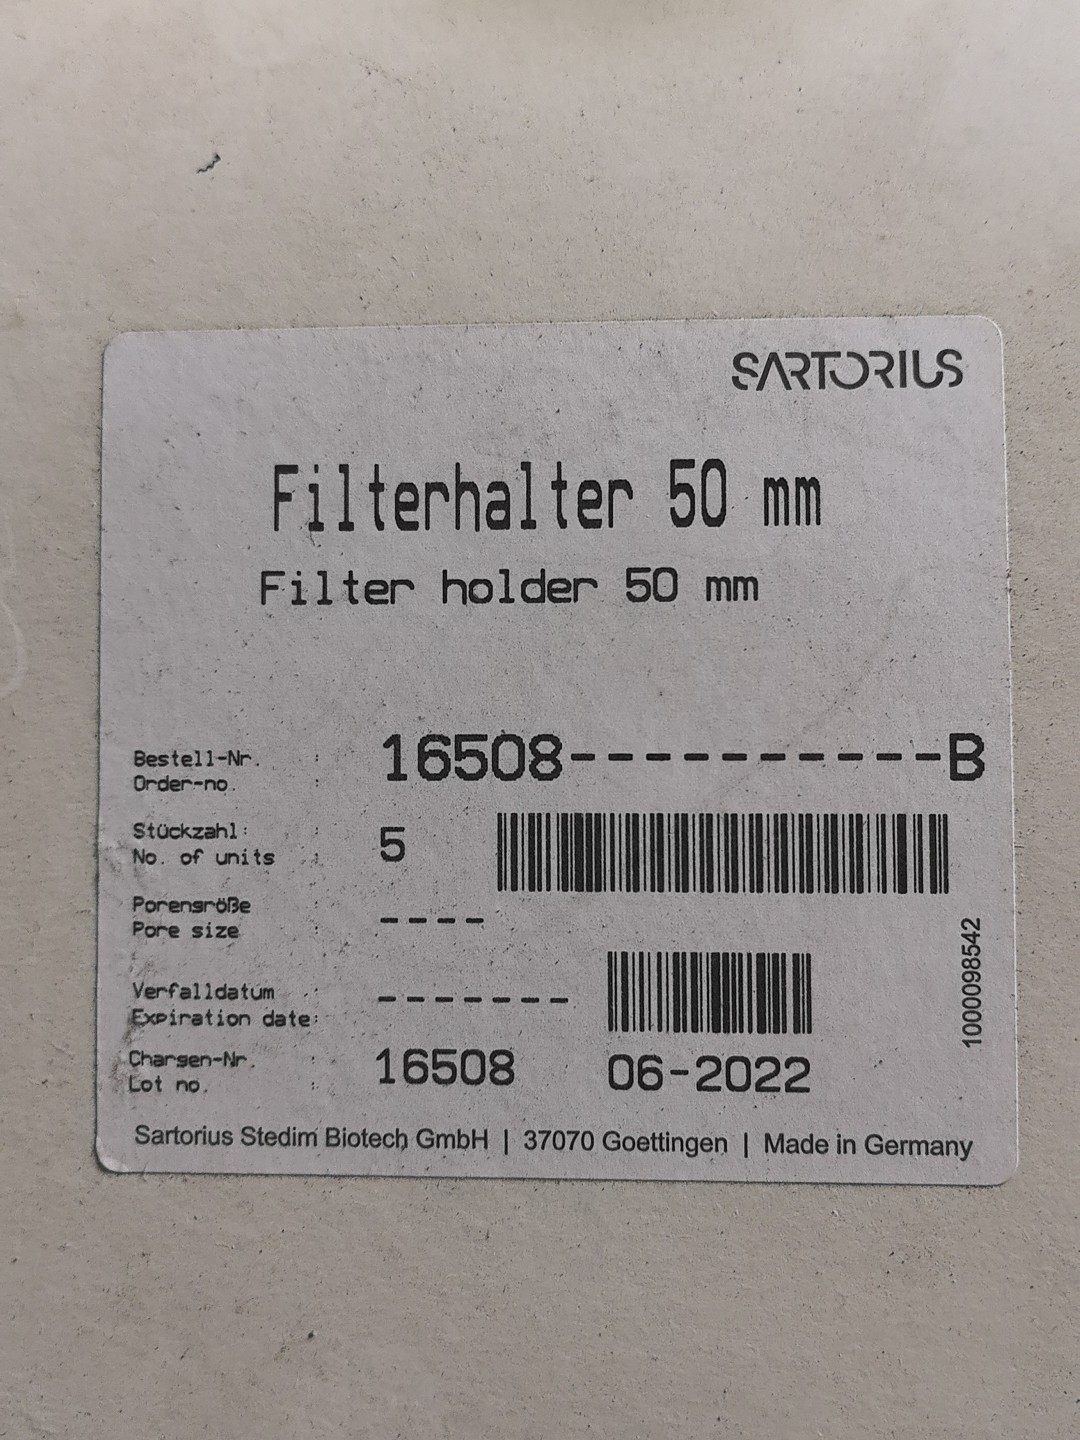 SARTORIUS
Filterhalter 50 mm
Filter holder 50 mm
Bestell-Nr. : 16508-----------B
Order-no. :
Stückzahl: : 5
No. of units :
Porensröße : ----
Pore size :
Verfalldatum : -------
Expiration date:
Chargen-Nr. : 16508 06-2022
Lot no. :
1000098542
Sartorius Stedim Biotech GmbH | 37070 Goettingen | Made in Germany